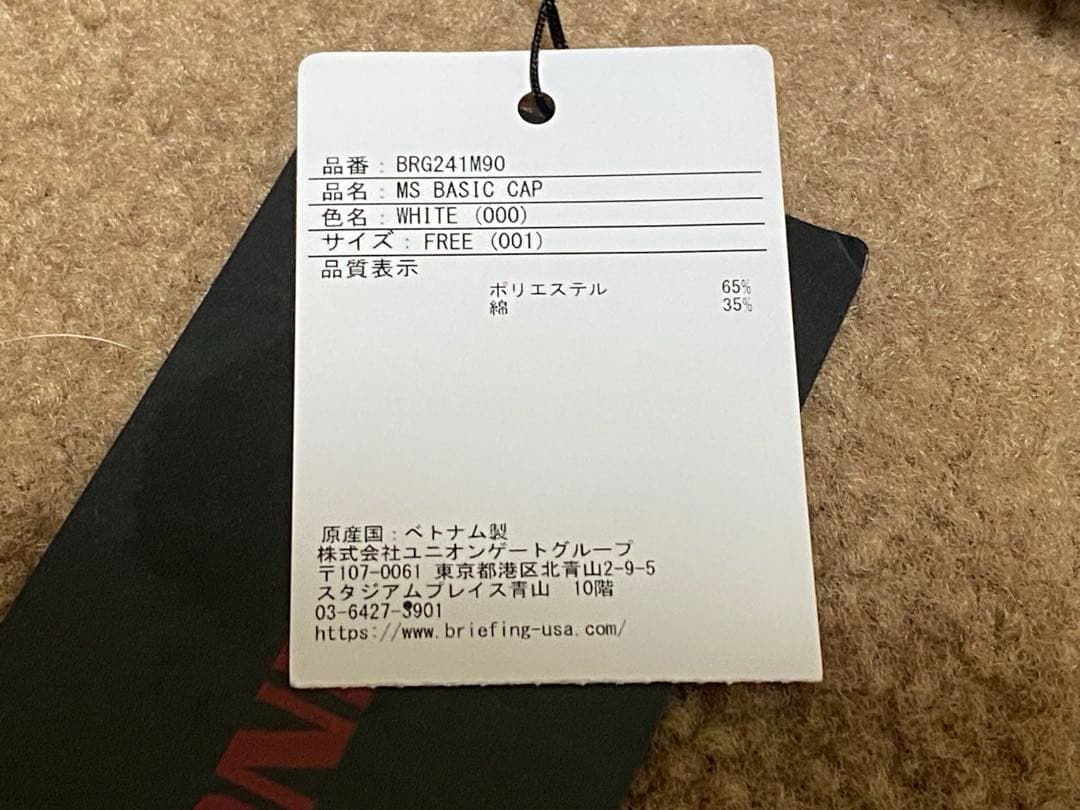 品番：BRG241M90
品名：MS BASIC CAP
色名：WHITE (000)
サイズ：FREE (001)
品質表示
ポリエステル 65%
綿 35%
原産国：ベトナム製
株式会社ユニオンゲートグループ
〒107-0061 東京都港区北青山2-9-5
スタジアムプレイス青山 10階
03-6427-3901
https://www.briefing-usa.com/